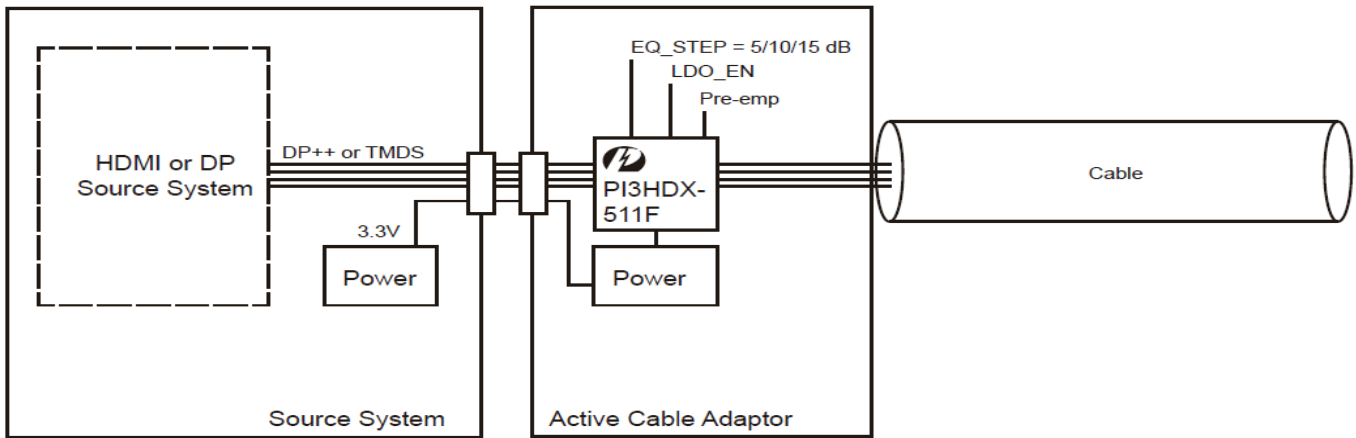 EQ_STEP = 5/10/15 dB
LDO_EN
Pre-emp
HDMI or DP
Source System
DP++ or TMDS
PI3HDX-
511F
Cable
3.3V
Power
Power
Source System
Active Cable Adaptor